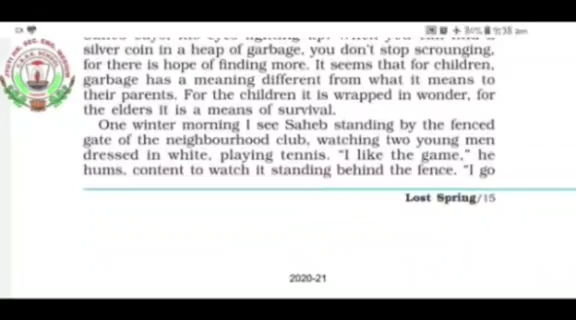 80% 9:38 am
silver coin in a heap of garbage, you don't stop scrounging,
for there is hope of finding more. It seems that for children,
garbage has a meaning different from what it means to
their parents. For the children it is wrapped in wonder, for
the elders it is a means of survival.
One winter morning I see Saheb standing by the fenced
gate of the neighbourhood club, watching two young men
dressed in white, playing tennis. "I like the game," he
hums, content to watch it standing behind the fence. "I go
Lost Spring/15
2020-21